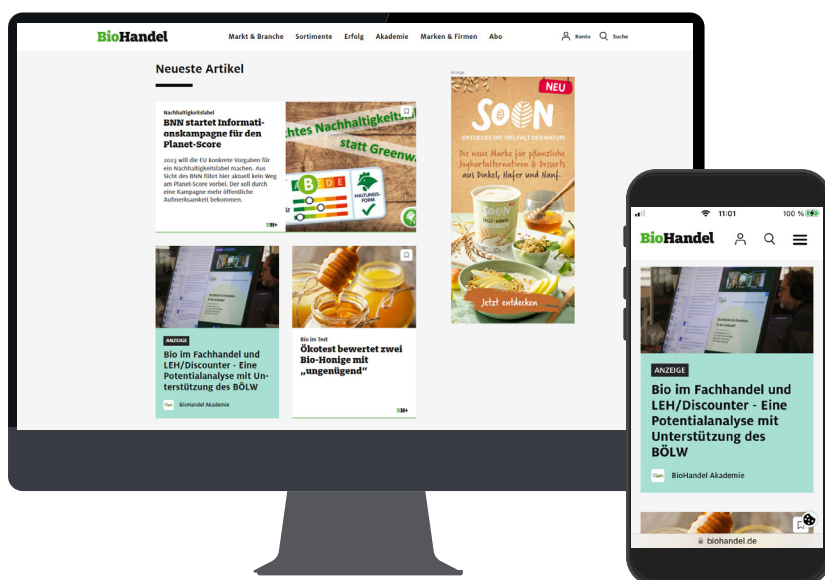 BioHandel
Markt & Branche Sortimente Erfolg Akademie Marken & Firmen Abo Konto Suche
Neueste Artikel
Nachhaltigkeitslabel
BNN startet Informati-
onskampagne für den
Planet-Score
2023 will die EU konkrete Vorgaben für
ein Nachhaltigkeitslabel machen. Aus
Sicht des BNN führt hier aktuell kein Weg
am Planet-Score vorbei. Der soll durch
eine Kampagne mehr öffentliche
Aufmerksamkeit bekommen.
BH+
chtes Nachhaltigkeits
statt Greenw
B D E
HALTUNGS-
FORM
ANZEIGE
Bio im Fachhandel und
LEH/Discounter - Eine
Potentialanalyse mit Un-
terstützung des BÖLW
BioHandel Akademie
Bio im Test
Ökotest bewertet zwei
Bio-Honige mit
„ungenügend“
BH+
Anzeige
NEU
SOON
ENTDECKE DIE VIELFALT DER NATUR!
Die neue Marke für pflanzliche
Joghurtalternativen & Desserts
aus Dinkel, Hafer und Hanf.
SOON
Jetzt entdecken
11:01 100 %
BioHandel
ANZEIGE
Bio im Fachhandel und
LEH/Discounter - Eine
Potentialanalyse mit
Unterstützung des
BÖLW
BioHandel Akademie
biohandel.de